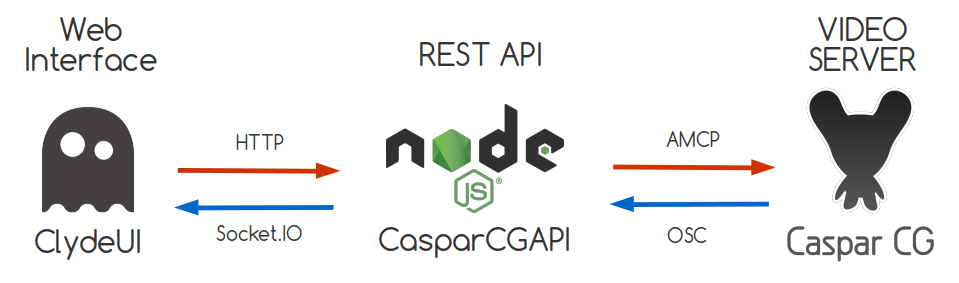 Web
Interface
REST API
VIDEO
SERVER
HTTP
AMCP
node
JS®
Socket.IO
OSC
ClydeUI
CasparCGAPI
Caspar CG